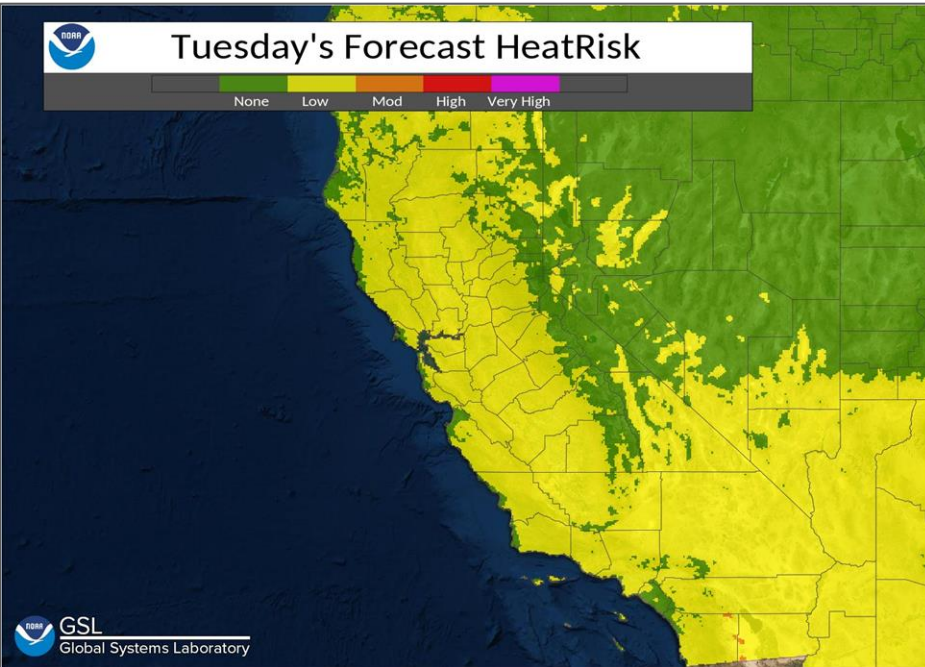 NOAA
Tuesday's Forecast HeatRisk
None Low Mod High Very High
NOAA
GSL
Global Systems Laboratory